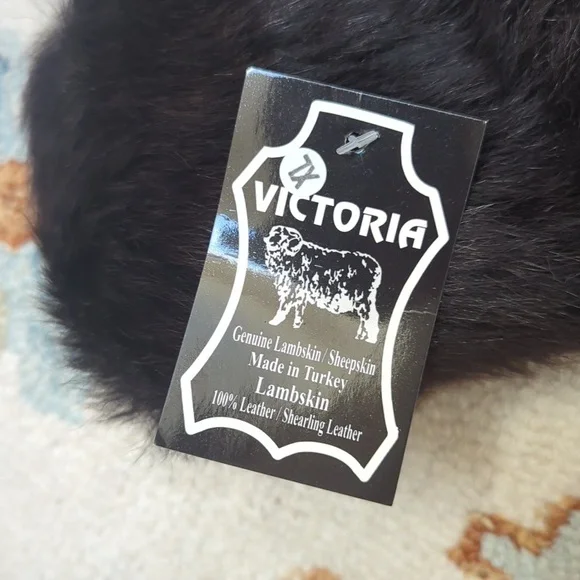 XL
VICTORIA
Genuine Lambskin / Sheepskin
Made in Turkey
Lambskin
100% Leather / Shearling Leather